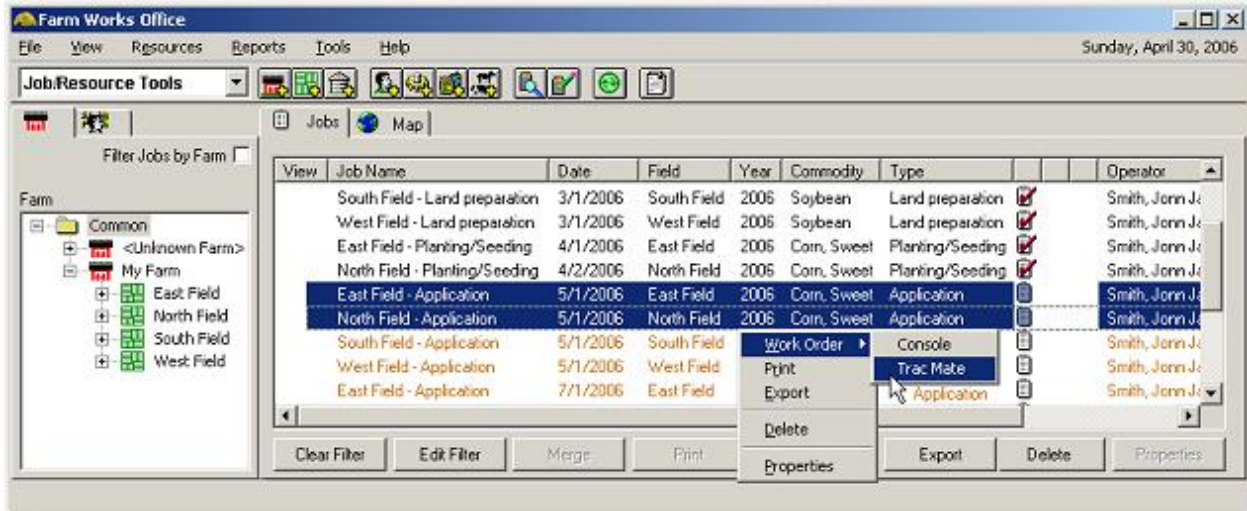 Farm Works Office
File View Resources Reports Tools Help Sunday, April 30, 2006
Job/Resource Tools
Jobs Map
Filter Jobs by Farm
View Job Name Date Field Year Commodity Type Operator
Farm
South Field - Land preparation 3/1/2006 South Field 2006 Soybean Land preparation Smith, Jonn
Common
West Field - Land preparation 3/1/2006 West Field 2006 Soybean Land preparation Smith, Jonn
<Unknown Farm>
East Field - Planting/Seeding 4/1/2006 East Field 2006 Corn, Sweet Planting/Seeding Smith, Jonn
My Farm
North Field - Planting/Seeding 4/2/2006 North Field 2006 Corn, Sweet Planting/Seeding Smith, Jonn
East Field
East Field - Application 5/1/2006 East Field 2006 Corn, Sweet Application Smith, Jonn
North Field
North Field - Application 5/1/2006 North Field 2006 Corn, Sweet Application Smith, Jonn
South Field
South Field - Application 5/1/2006 South Field Work Order Console Smith, Jonn
West Field
West Field - Application 5/1/2006 West Field Print Trac Mate Smith, Jonn
East Field - Application 7/1/2006 East Field Export Application Smith, Jonn
Delete
Clear Filter Edit Filter Merge Print Properties Export Delete Properties